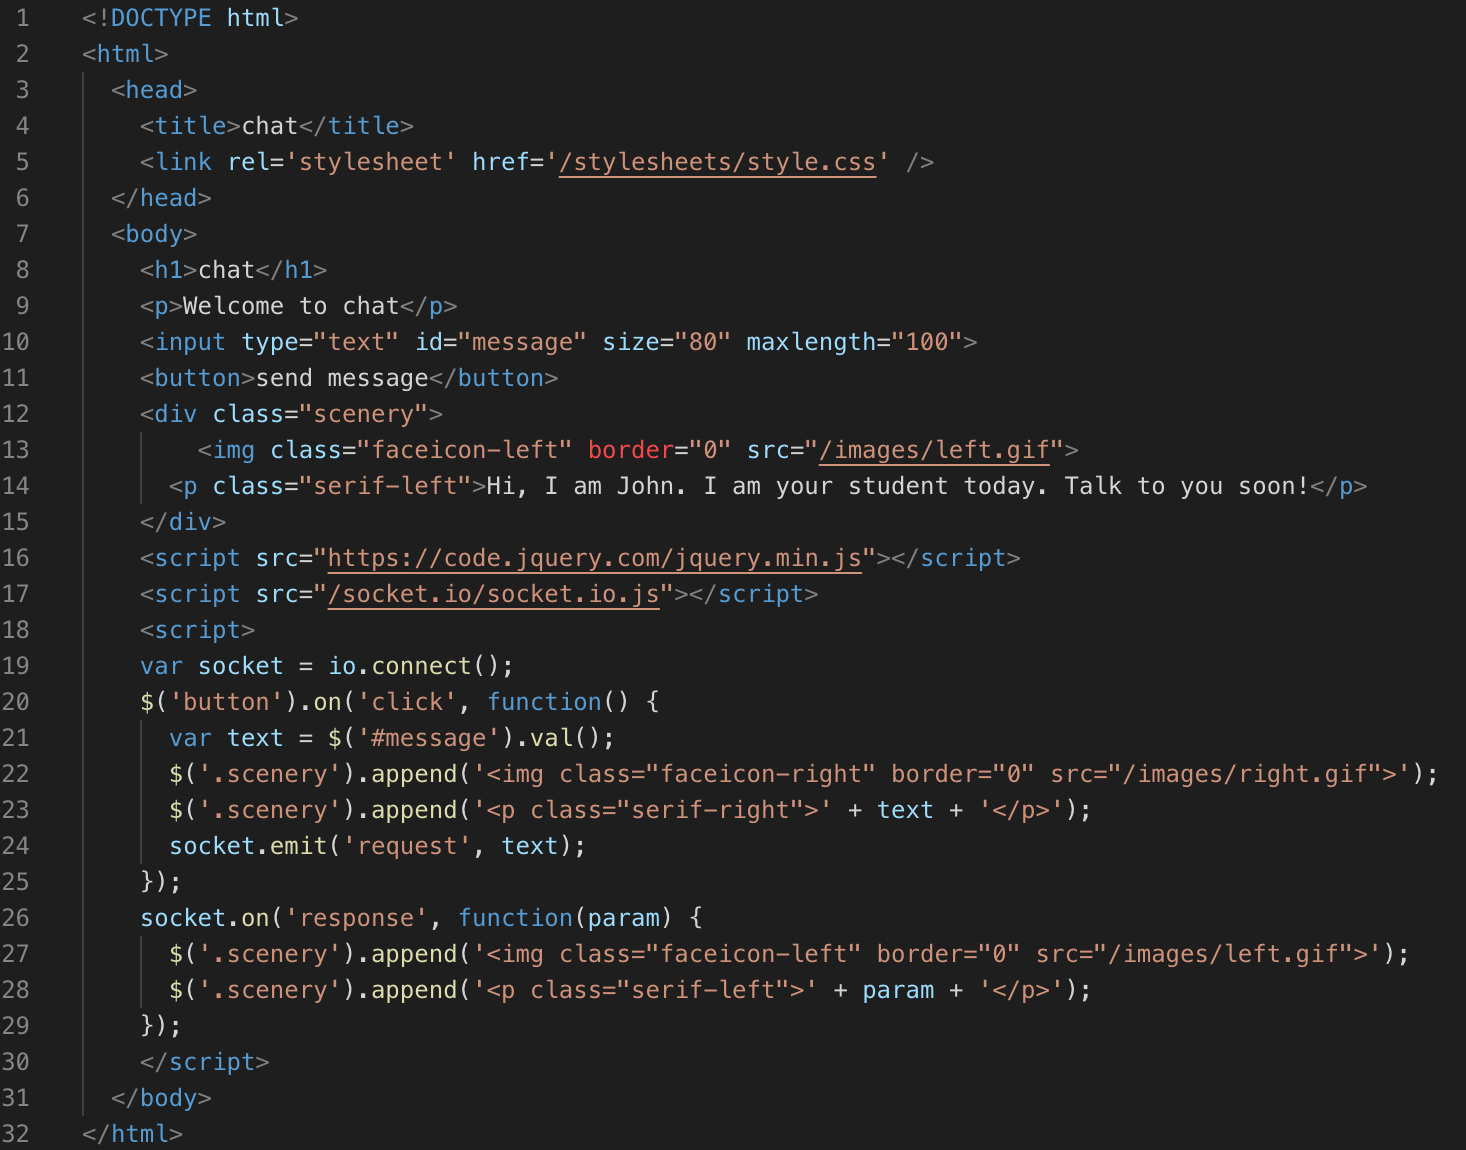 1 <!DOCTYPE html>
2 <html>
3   <head>
4     <title>chat</title>
5     <link rel='stylesheet' href='/stylesheets/style.css' />
6   </head>
7   <body>
8     <h1>chat</h1>
9     <p>Welcome to chat</p>
10     <input type="text" id="message" size="80" maxlength="100">
11     <button>send message</button>
12     <div class="scenery">
13         <img class="faceicon-left" border="0" src="/images/left.gif">
14       <p class="serif-left">Hi, I am John. I am your student today. Talk to you soon!</p>
15     </div>
16     <script src="https://code.jquery.com/jquery.min.js"></script>
17     <script src="/socket.io/socket.io.js"></script>
18     <script>
19     var socket = io.connect();
20     $('button').on('click', function() {
21       var text = $('#message').val();
22       $('.scenery').append('<img class="faceicon-right" border="0" src="/images/right.gif">');
23       $('.scenery').append('<p class="serif-right">' + text + '</p>');
24       socket.emit('request', text);
25     });
26     socket.on('response', function(param) {
27       $('.scenery').append('<img class="faceicon-left" border="0" src="/images/left.gif">');
28       $('.scenery').append('<p class="serif-left">' + param + '</p>');
29     });
30     </script>
31   </body>
32 </html>